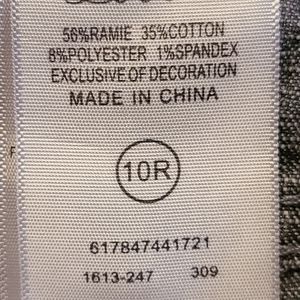 56%RAMIE 35%COTTON
8%POLYESTER 1%SPANDEX
EXCLUSIVE OF DECORATION
MADE IN CHINA
F
10R
617847441721
1613-247 309